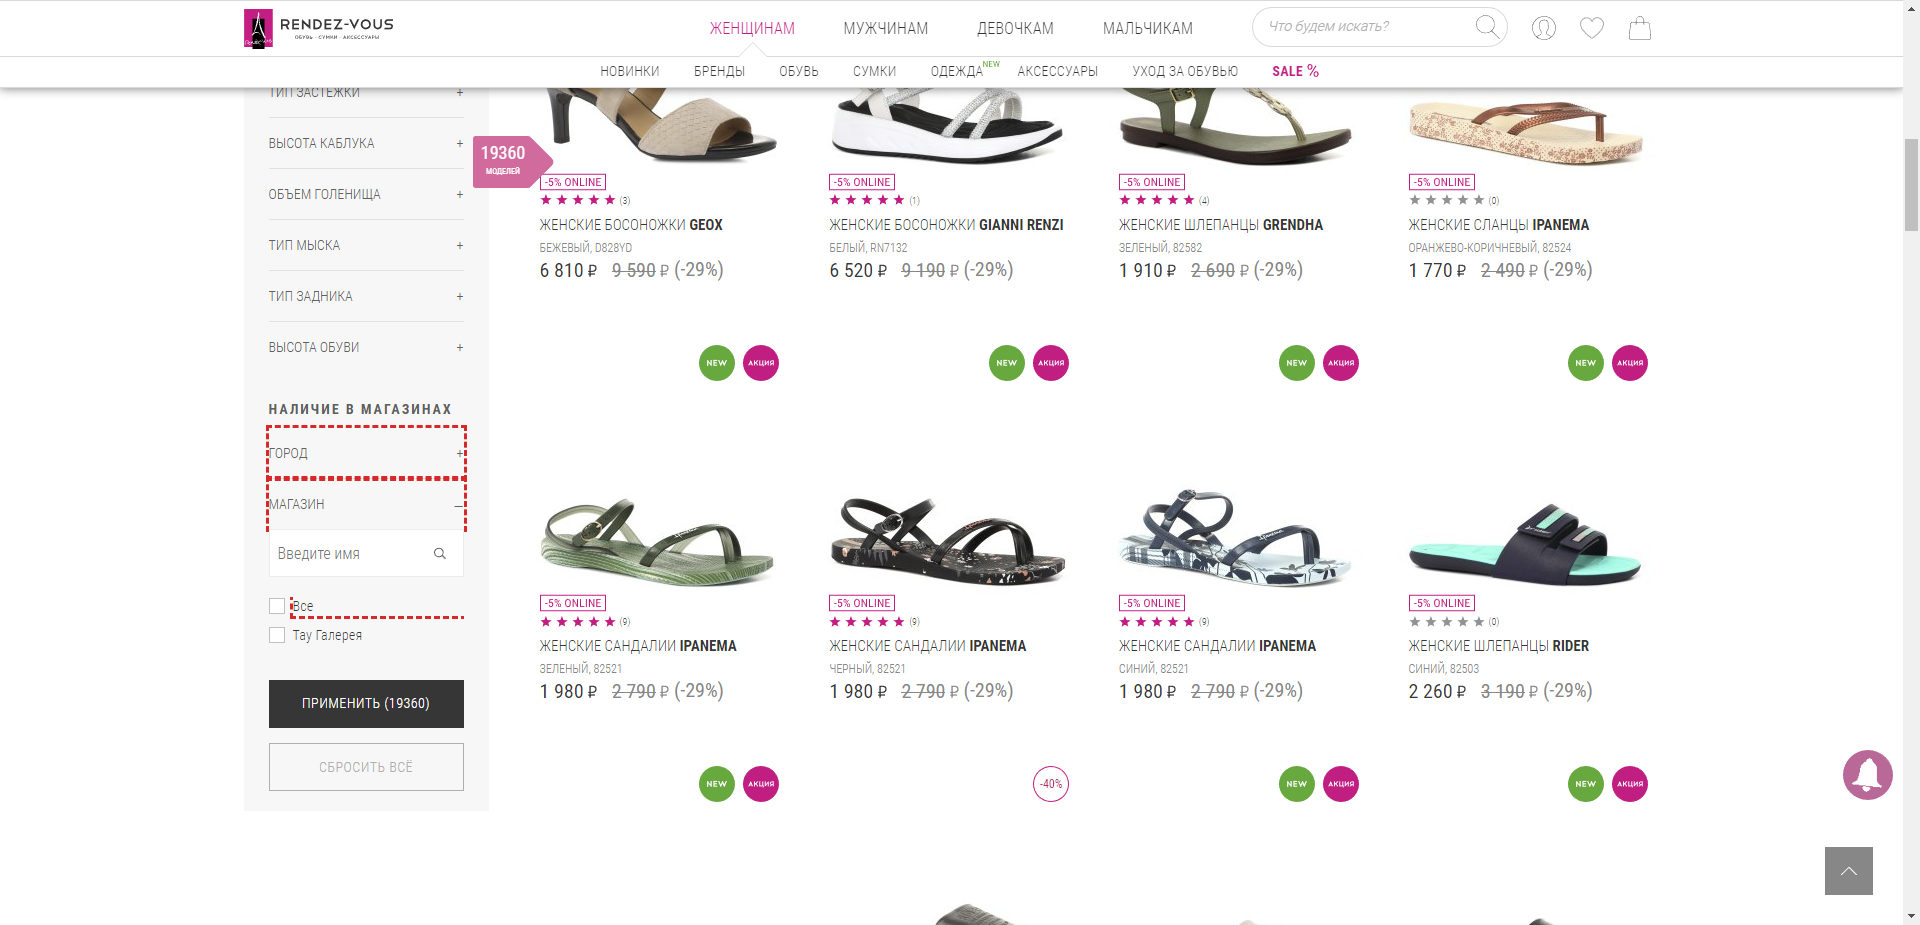 RENDEZ-VOUS
ОБУВЬ · СУМКИ · АКСЕССУАРЫ
ЖЕНЩИНАМ МУЖЧИНАМ ДЕВОЧКАМ МАЛЬЧИКАМ
Что будем искать?
НОВИНКИ БРЕНДЫ ОБУВЬ СУМКИ ОДЕЖДА NEW АКСЕССУАРЫ УХОД ЗА ОБУВЬЮ SALE %
ТИП ЗАСТЕЖКИ +
ВЫСОТА КАБЛУКА +
ОБЪЕМ ГОЛЕНИЩА +
ТИП МЫСКА +
ТИП ЗАДНИКА +
ВЫСОТА ОБУВИ +
НАЛИЧИЕ В МАГАЗИНАХ
ГОРОД +
МАГАЗИН –
Введите имя
Все
Тау Галерея
ПРИМЕНИТЬ (19360)
СБРОСИТЬ ВСЁ
19360
МОДЕЛЕЙ
-5% ONLINE
(3)
ЖЕНСКИЕ БОСОНОЖКИ GEOX
БЕЖЕВЫЙ, D828YD
6 810 ₽ 9 590 ₽ (-29%)
-5% ONLINE
(1)
ЖЕНСКИЕ БОСОНОЖКИ GIANNI RENZI
БЕЛЫЙ, RN7132
6 520 ₽ 9 190 ₽ (-29%)
-5% ONLINE
(4)
ЖЕНСКИЕ ШЛЕПАНЦЫ GRENDHA
ЗЕЛЕНЫЙ, 82582
1 910 ₽ 2 690 ₽ (-29%)
-5% ONLINE
(0)
ЖЕНСКИЕ СЛАНЦЫ IPANEMA
ОРАНЖЕВО-КОРИЧНЕВЫЙ, 82524
1 770 ₽ 2 490 ₽ (-29%)
NEW АКЦИЯ
NEW АКЦИЯ
NEW АКЦИЯ
NEW АКЦИЯ
-5% ONLINE
(9)
ЖЕНСКИЕ САНДАЛИИ IPANEMA
ЗЕЛЕНЫЙ, 82521
1 980 ₽ 2 790 ₽ (-29%)
-5% ONLINE
(9)
ЖЕНСКИЕ САНДАЛИИ IPANEMA
ЧЕРНЫЙ, 82521
1 980 ₽ 2 790 ₽ (-29%)
-5% ONLINE
(9)
ЖЕНСКИЕ САНДАЛИИ IPANEMA
СИНИЙ, 82521
1 980 ₽ 2 790 ₽ (-29%)
-5% ONLINE
(0)
ЖЕНСКИЕ ШЛЕПАНЦЫ RIDER
СИНИЙ, 82503
2 260 ₽ 3 190 ₽ (-29%)
NEW АКЦИЯ
-40%
NEW АКЦИЯ
NEW АКЦИЯ